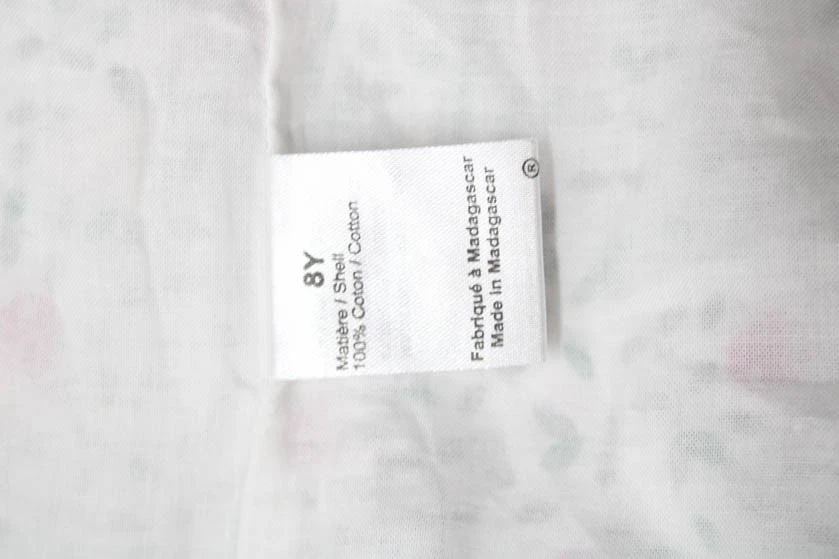 8Y
Matière / Shell
100% Coton / Cotton
Fabriqué à Madagascar
Made in Madagascar
®